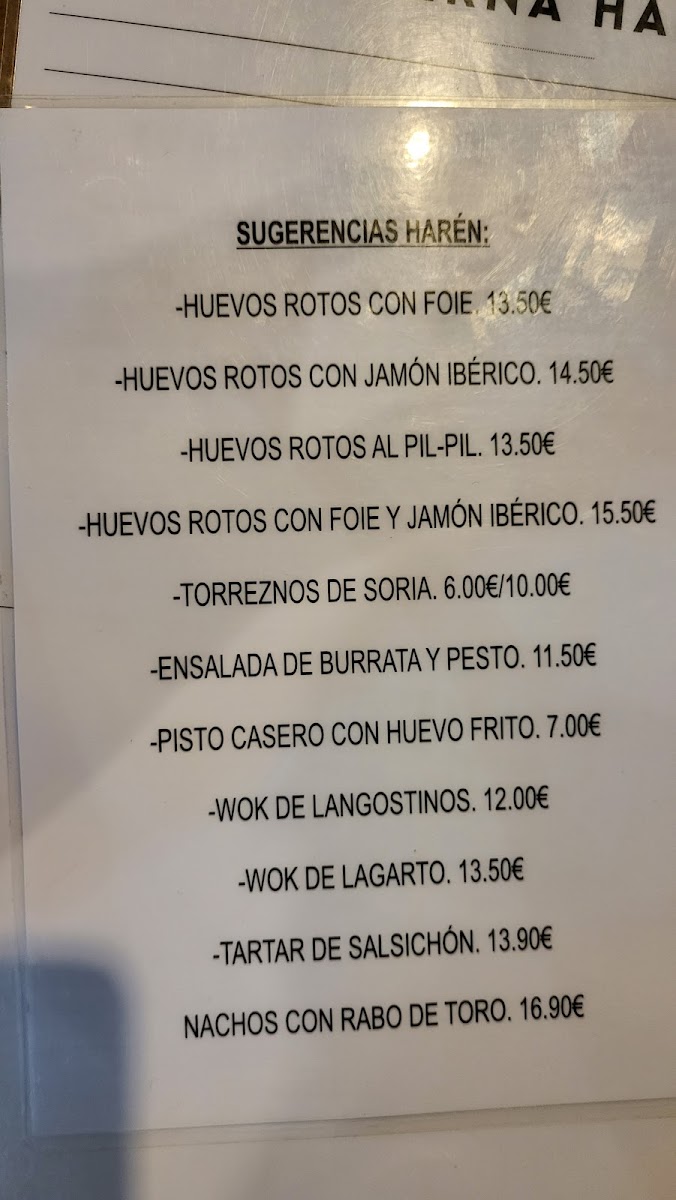 SUGERENCIAS HARÉN:
-HUEVOS ROTOS CON FOIE. 13.50€
-HUEVOS ROTOS CON JAMÓN IBÉRICO. 14.50€
-HUEVOS ROTOS AL PIL-PIL. 13.50€
-HUEVOS ROTOS CON FOIE Y JAMÓN IBÉRICO. 15.50€
-TORREZNOS DE SORIA. 6.00€/10.00€
-ENSALADA DE BURRATA Y PESTO. 11.50€
-PISTO CASERO CON HUEVO FRITO. 7.00€
-WOK DE LANGOSTINOS. 12.00€
-WOK DE LAGARTO. 13.50€
-TARTAR DE SALSICHÓN. 13.90€
NACHOS CON RABO DE TORO. 16.90€